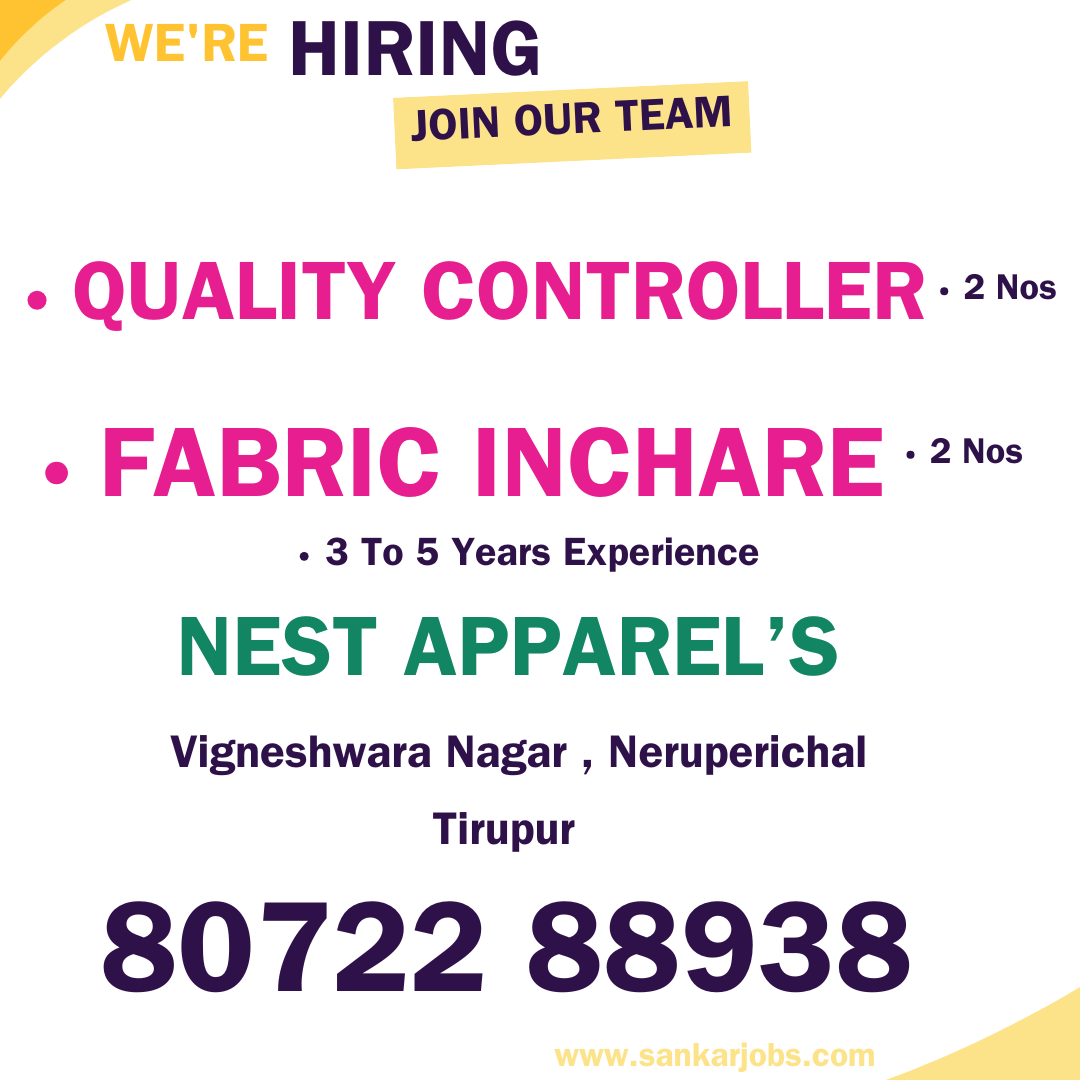 WE'RE HIRING
JOIN OUR TEAM
• QUALITY CONTROLLER • 2 Nos
• FABRIC INCHARE • 2 Nos
• 3 To 5 Years Experience
NEST APPAREL’S
Vigneshwara Nagar , Neruperichal
Tirupur
80722 88938
www.sankarjobs.com